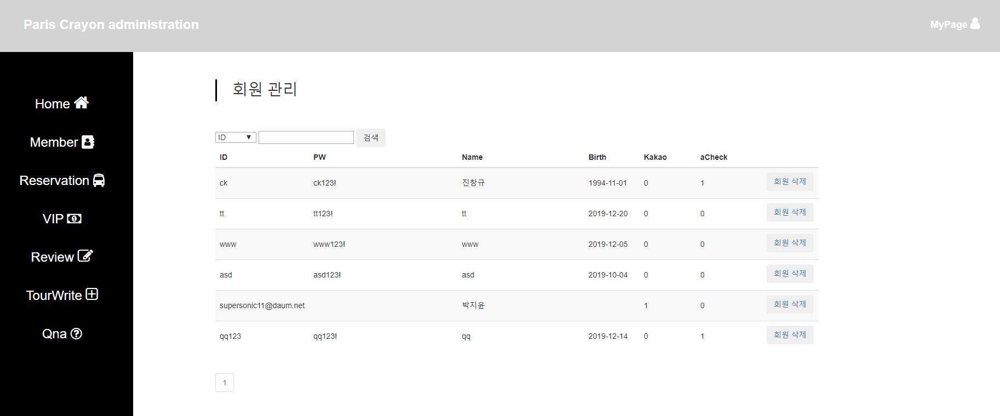 Paris Crayon administration
MyPage
Home
Member
Reservation
VIP
Review
TourWrite
Qna
회원 관리
ID 검색
ID PW Name Birth Kakao aCheck
ck ck123! 진창규 1994-11-01 0 1 회원 삭제
tt tt123! tt 2019-12-20 0 0 회원 삭제
www www123! www 2019-12-05 0 0 회원 삭제
asd asd123! asd 2019-10-04 0 0 회원 삭제
supersonic11@daum.net 박지윤 1 0 회원 삭제
qq123 qq123! qq 2019-12-14 0 1 회원 삭제
1